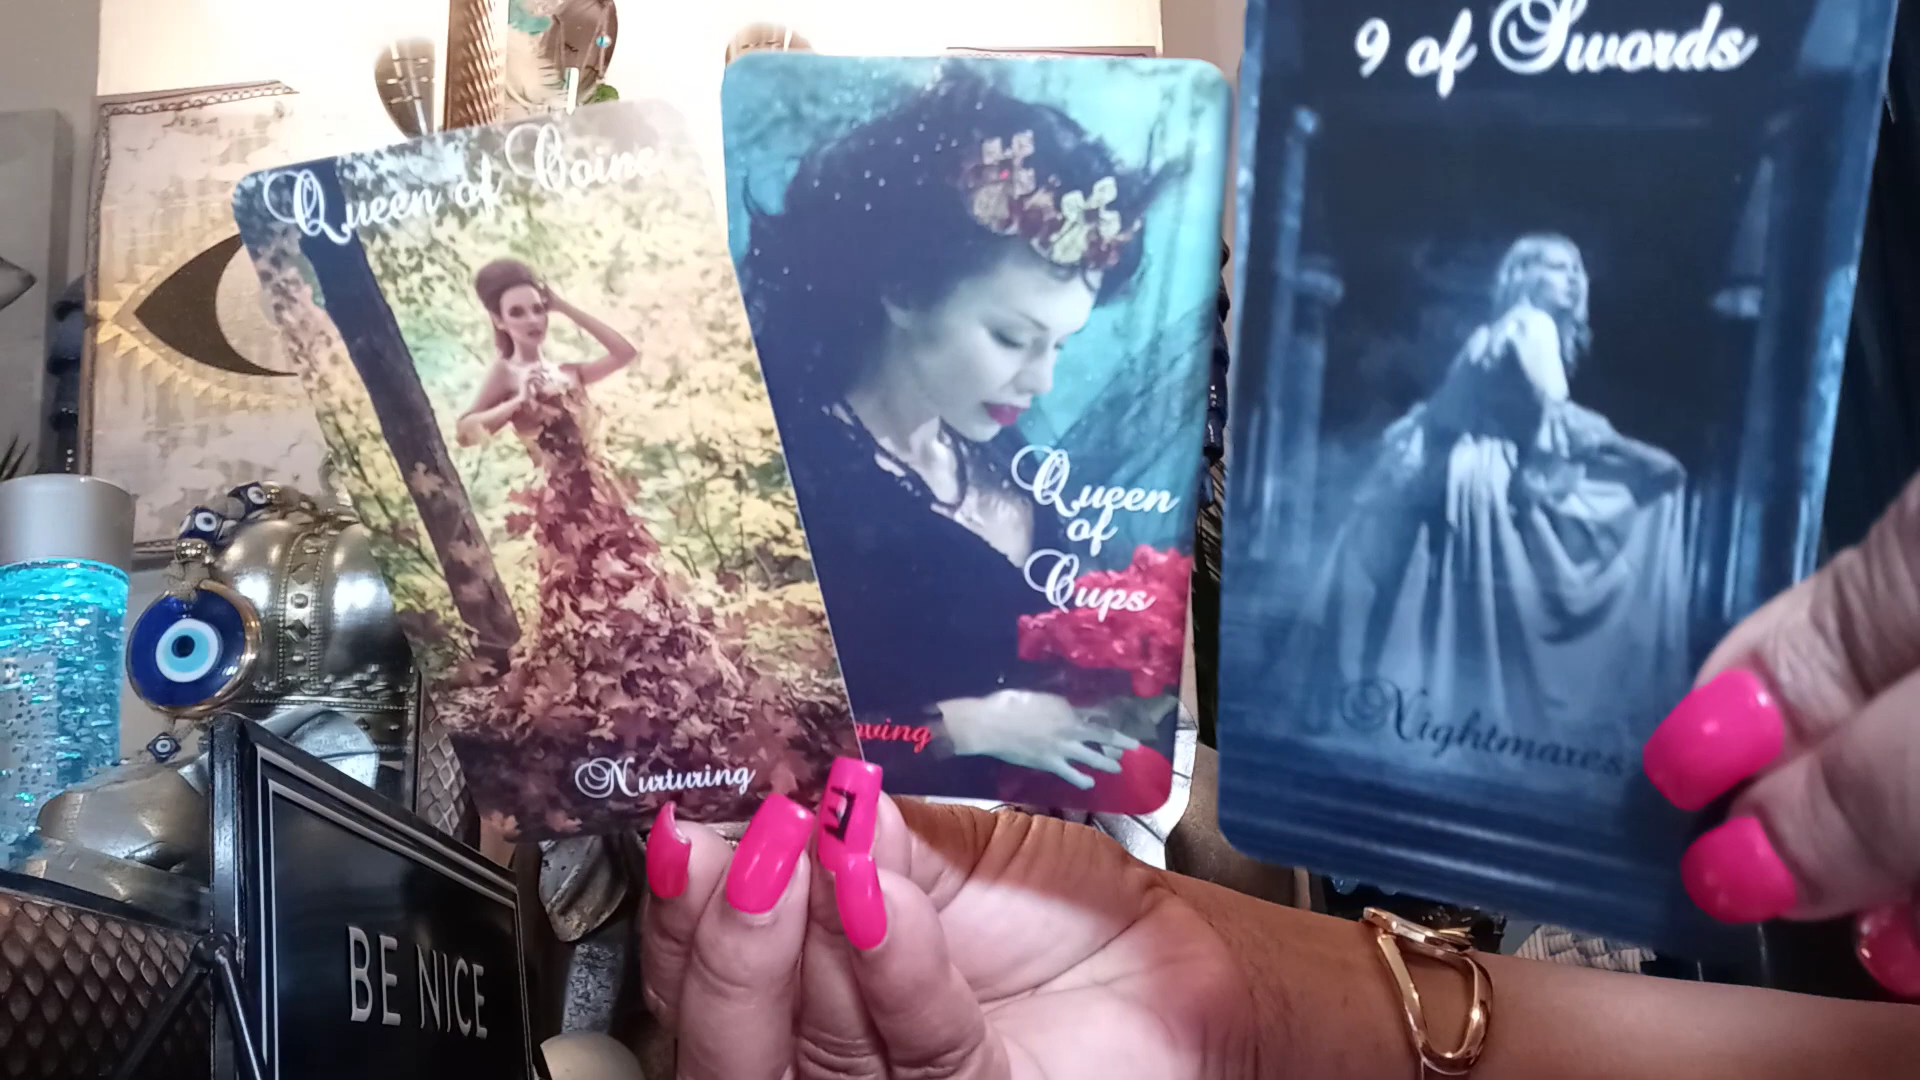 Queen of Coins
Nurturing
Queen
of
Cups
oving
9 of Swords
Nightmares
BE NICE